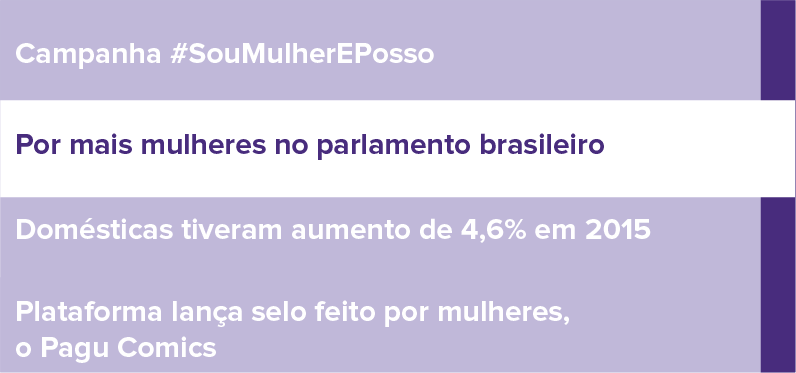 Campanha #SouMulherEPosso
Por mais mulheres no parlamento brasileiro
Domésticas tiveram aumento de 4,6% em 2015
Plataforma lança selo feito por mulheres,
o Pagu Comics